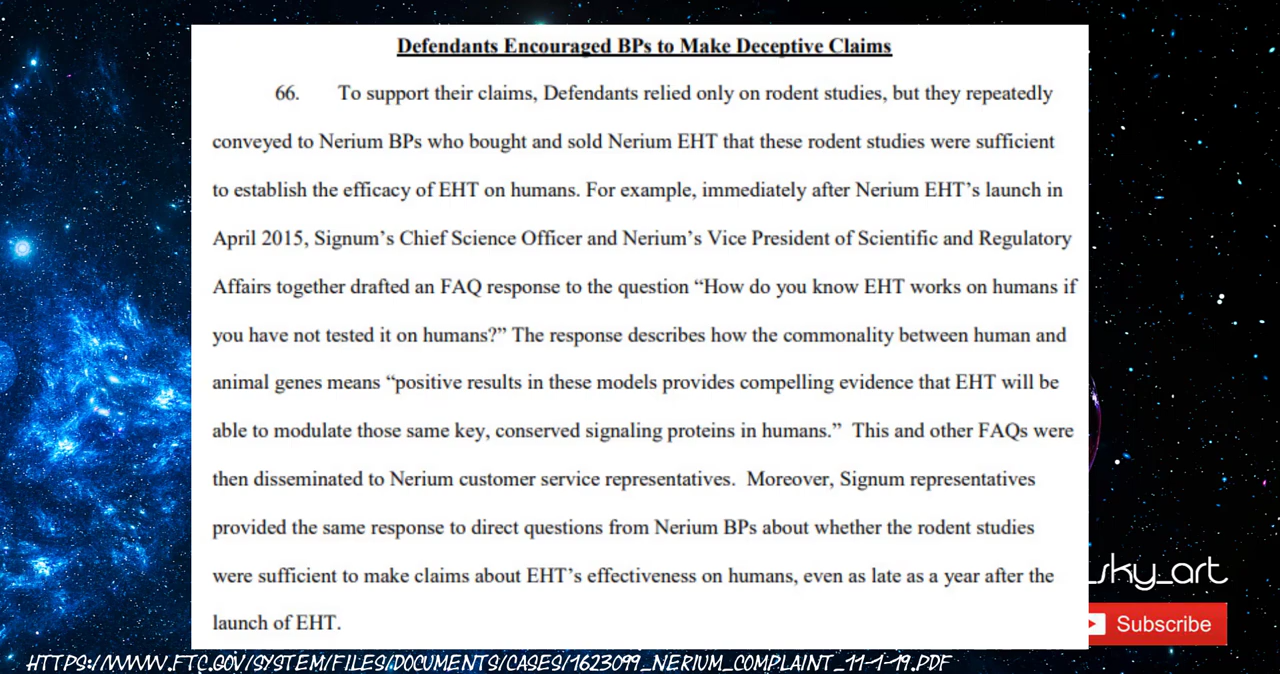 Defendants Encouraged BPs to Make Deceptive Claims
66. To support their claims, Defendants relied only on rodent studies, but they repeatedly
conveyed to Nerium BPs who bought and sold Nerium EHT that these rodent studies were sufficient
to establish the efficacy of EHT on humans. For example, immediately after Nerium EHT’s launch in
April 2015, Signum’s Chief Science Officer and Nerium’s Vice President of Scientific and Regulatory
Affairs together drafted an FAQ response to the question “How do you know EHT works on humans if
you have not tested it on humans?” The response describes how the commonality between human and
animal genes means “positive results in these models provides compelling evidence that EHT will be
able to modulate those same key, conserved signaling proteins in humans.” This and other FAQs were
then disseminated to Nerium customer service representatives. Moreover, Signum representatives
provided the same response to direct questions from Nerium BPs about whether the rodent studies
were sufficient to make claims about EHT’s effectiveness on humans, even as late as a year after the
launch of EHT.
_sky_art
Subscribe
HTTPS://WWW.FTC.GOV/SYSTEM/FILES/DOCUMENTS/CASES/1623099_NERIUM_COMPLAINT_11-1-19.PDF